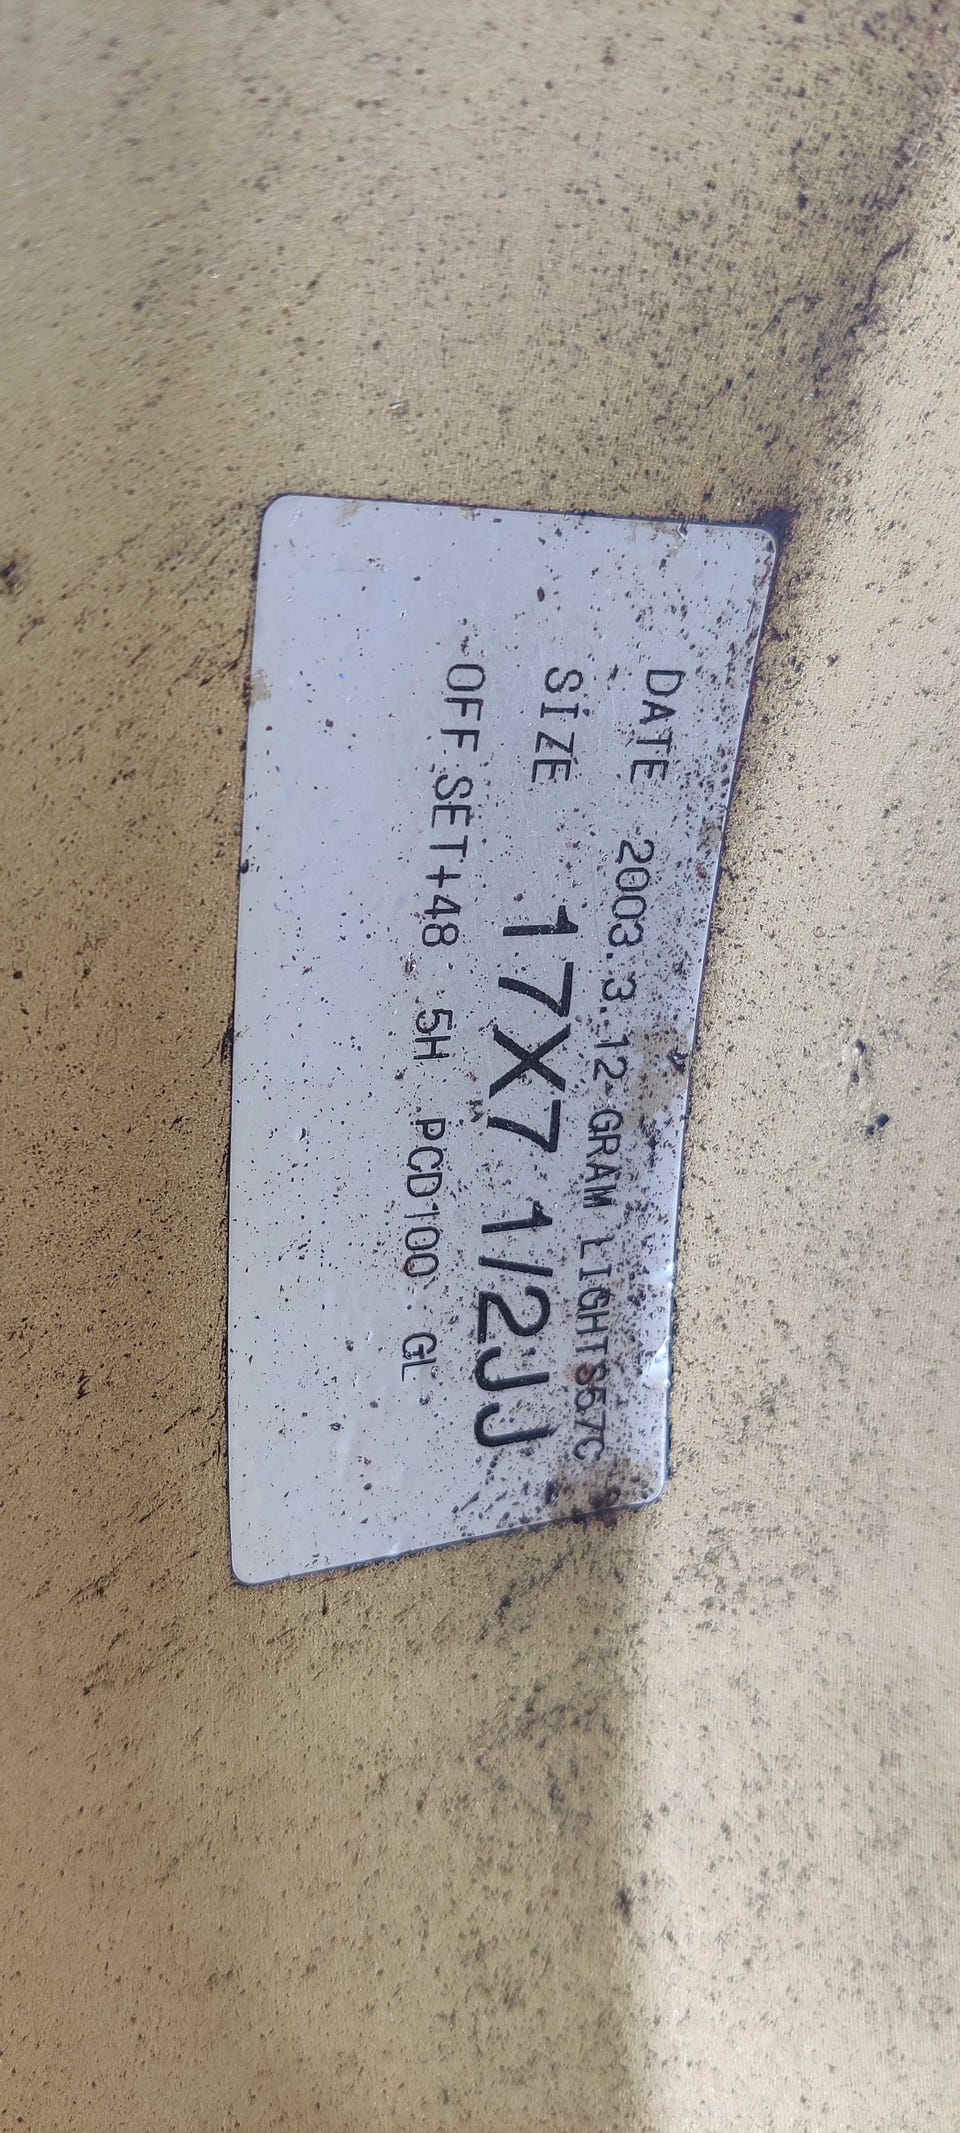 DATE 2003.3.12 GRAM LIGHTS57C
SIZE 17X7 1/2JJ
OFF SET+48 5H PCD100 GL